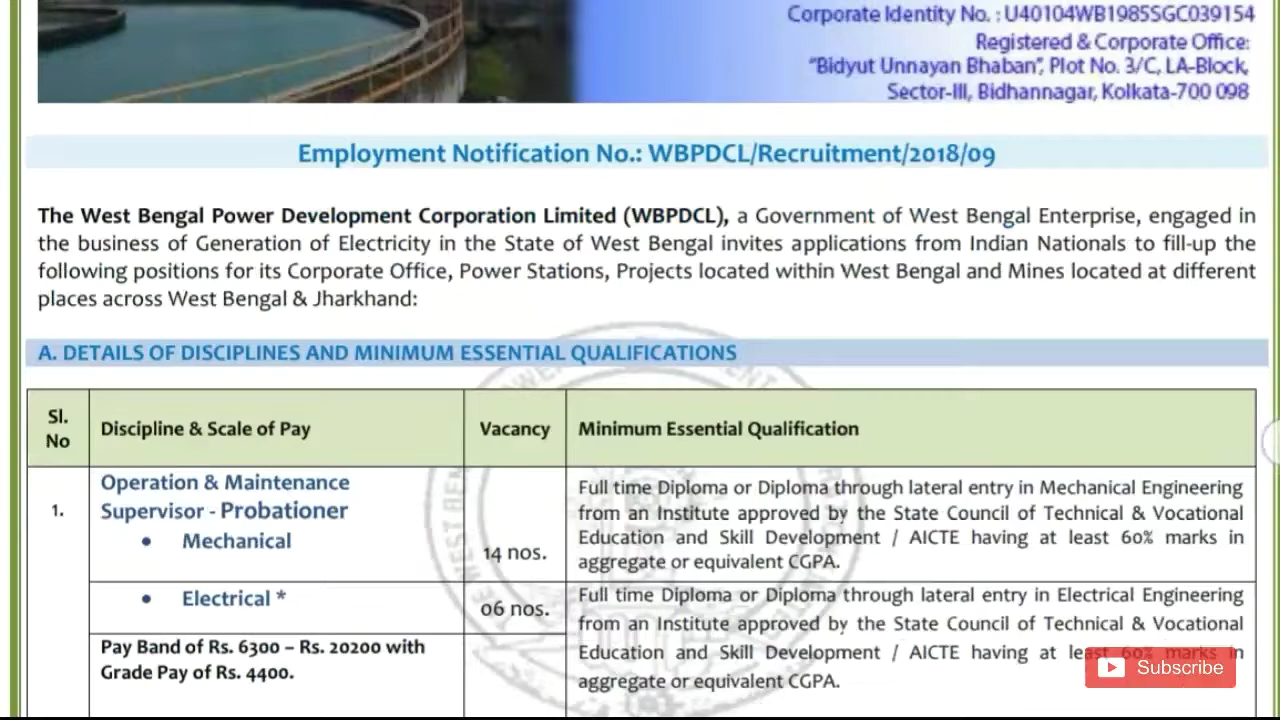 Corporate Identity No. : U40104WB1985SGC039154
Registered & Corporate Office:
“Bidyut Unnayan Bhaban”, Plot No. 3/C, LA-Block,
Sector-III, Bidhannagar, Kolkata-700 098
Employment Notification No.: WBPDCL/Recruitment/2018/09
The West Bengal Power Development Corporation Limited (WBPDCL), a Government of West Bengal Enterprise, engaged in
the business of Generation of Electricity in the State of West Bengal invites applications from Indian Nationals to fill-up the
following positions for its Corporate Office, Power Stations, Projects located within West Bengal and Mines located at different
places across West Bengal & Jharkhand:
A. DETAILS OF DISCIPLINES AND MINIMUM ESSENTIAL QUALIFICATIONS
Sl.
No
Discipline & Scale of Pay
Vacancy
Minimum Essential Qualification
1.
Operation & Maintenance
Supervisor - Probationer
• Mechanical
14 nos.
Full time Diploma or Diploma through lateral entry in Mechanical Engineering
from an Institute approved by the State Council of Technical & Vocational
Education and Skill Development / AICTE having at least 60% marks in
aggregate or equivalent CGPA.
• Electrical *
06 nos.
Full time Diploma or Diploma through lateral entry in Electrical Engineering
from an Institute approved by the State Council of Technical & Vocational
Education and Skill Development / AICTE having at least 60% marks in
aggregate or equivalent CGPA.
Pay Band of Rs. 6300 – Rs. 20200 with
Grade Pay of Rs. 4400.
Subscribe